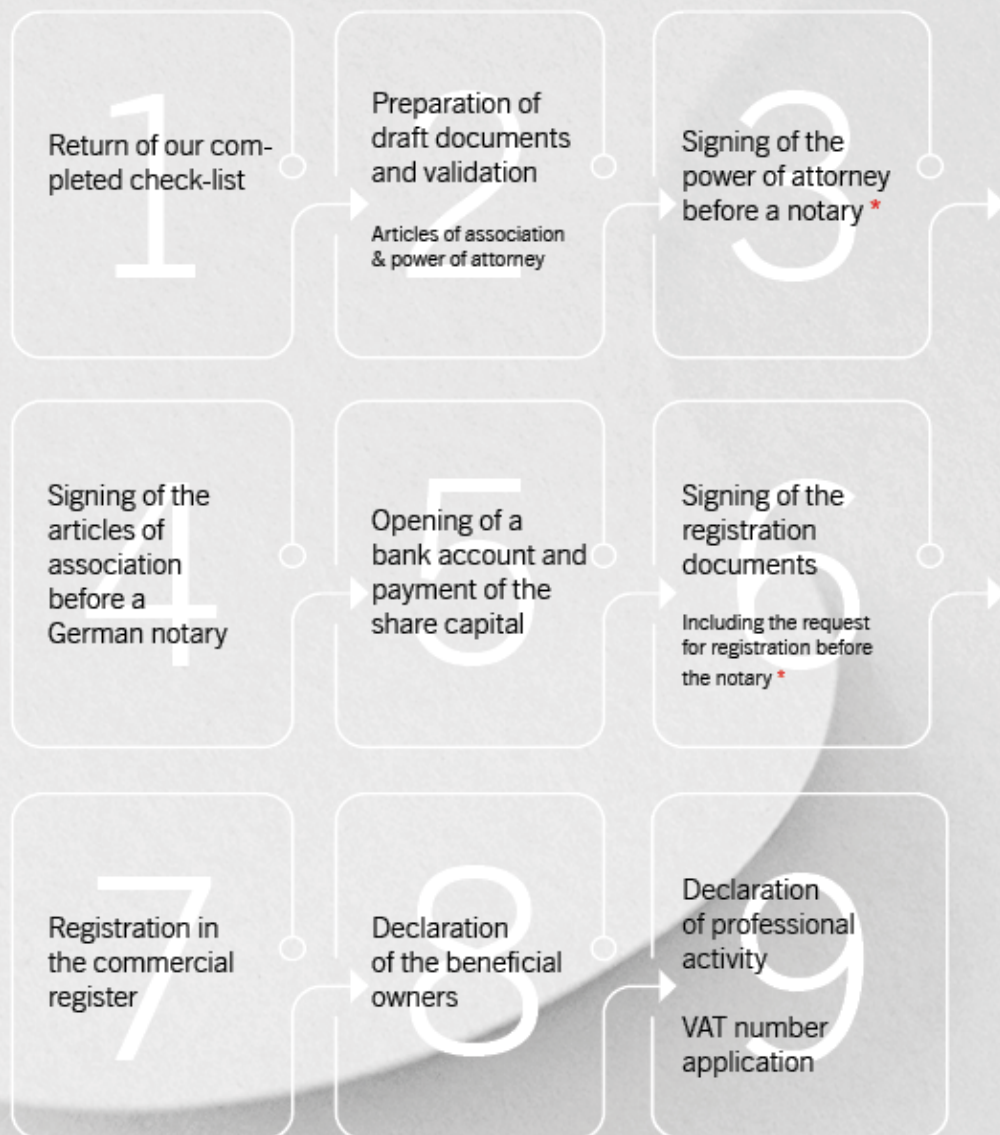 1
Return of our com-
pleted check-list
2
Preparation of
draft documents
and validation
Articles of association
& power of attorney
3
Signing of the
power of attorney
before a notary *
4
Signing of the
articles of
association
before a
German notary
5
Opening of a
bank account and
payment of the
share capital
6
Signing of the
registration
documents
Including the request
for registration before
the notary *
7
Registration in
the commercial
register
8
Declaration
of the beneficial
owners
9
Declaration
of professional
activity
VAT number
application